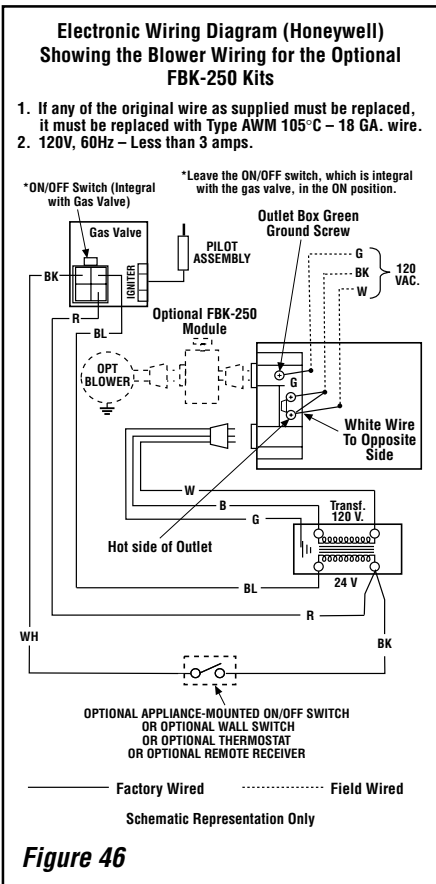 Electronic Wiring Diagram (Honeywell)
Showing the Blower Wiring for the Optional
FBK-250 Kits
1. If any of the original wire as supplied must be replaced,
it must be replaced with Type AWM 105°C – 18 GA. wire.
2. 120V, 60Hz – Less than 3 amps.
*ON/OFF Switch (Integral
with Gas Valve)
*Leave the ON/OFF switch, which is integral
with the gas valve, in the ON position.
Gas Valve
IGNITER
PILOT
ASSEMBLY
Outlet Box Green
Ground Screw
G
BK
W
120
VAC.
BK
R
BL
Optional FBK-250
Module
OPT
BLOWER
G
White Wire
To Opposite
Side
W
B
G
Transf.
120 V.
Hot side of Outlet
24 V
BL
R
WH
BK
OPTIONAL APPLIANCE-MOUNTED ON/OFF SWITCH
OR OPTIONAL WALL SWITCH
OR OPTIONAL THERMOSTAT
OR OPTIONAL REMOTE RECEIVER
Factory Wired
Field Wired
Schematic Representation Only
Figure 46